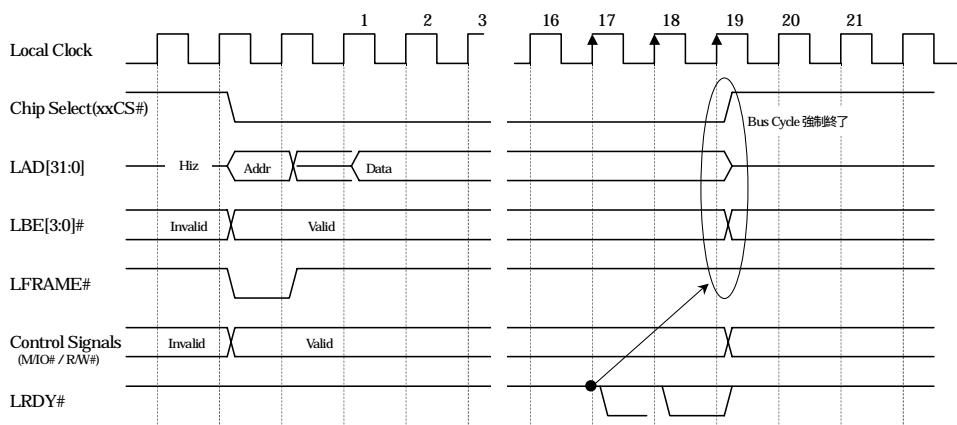 1 2 3 16 17 18 19 20 21
Local Clock
Chip Select(xxCS#)
Bus Cycle 強制終了
LAD[31:0] Hiz Addr Data
LBE[3:0]# Invalid Valid
LFRAME#
Control Signals Invalid Valid
(M/IO# / R/W#)
LRDY#